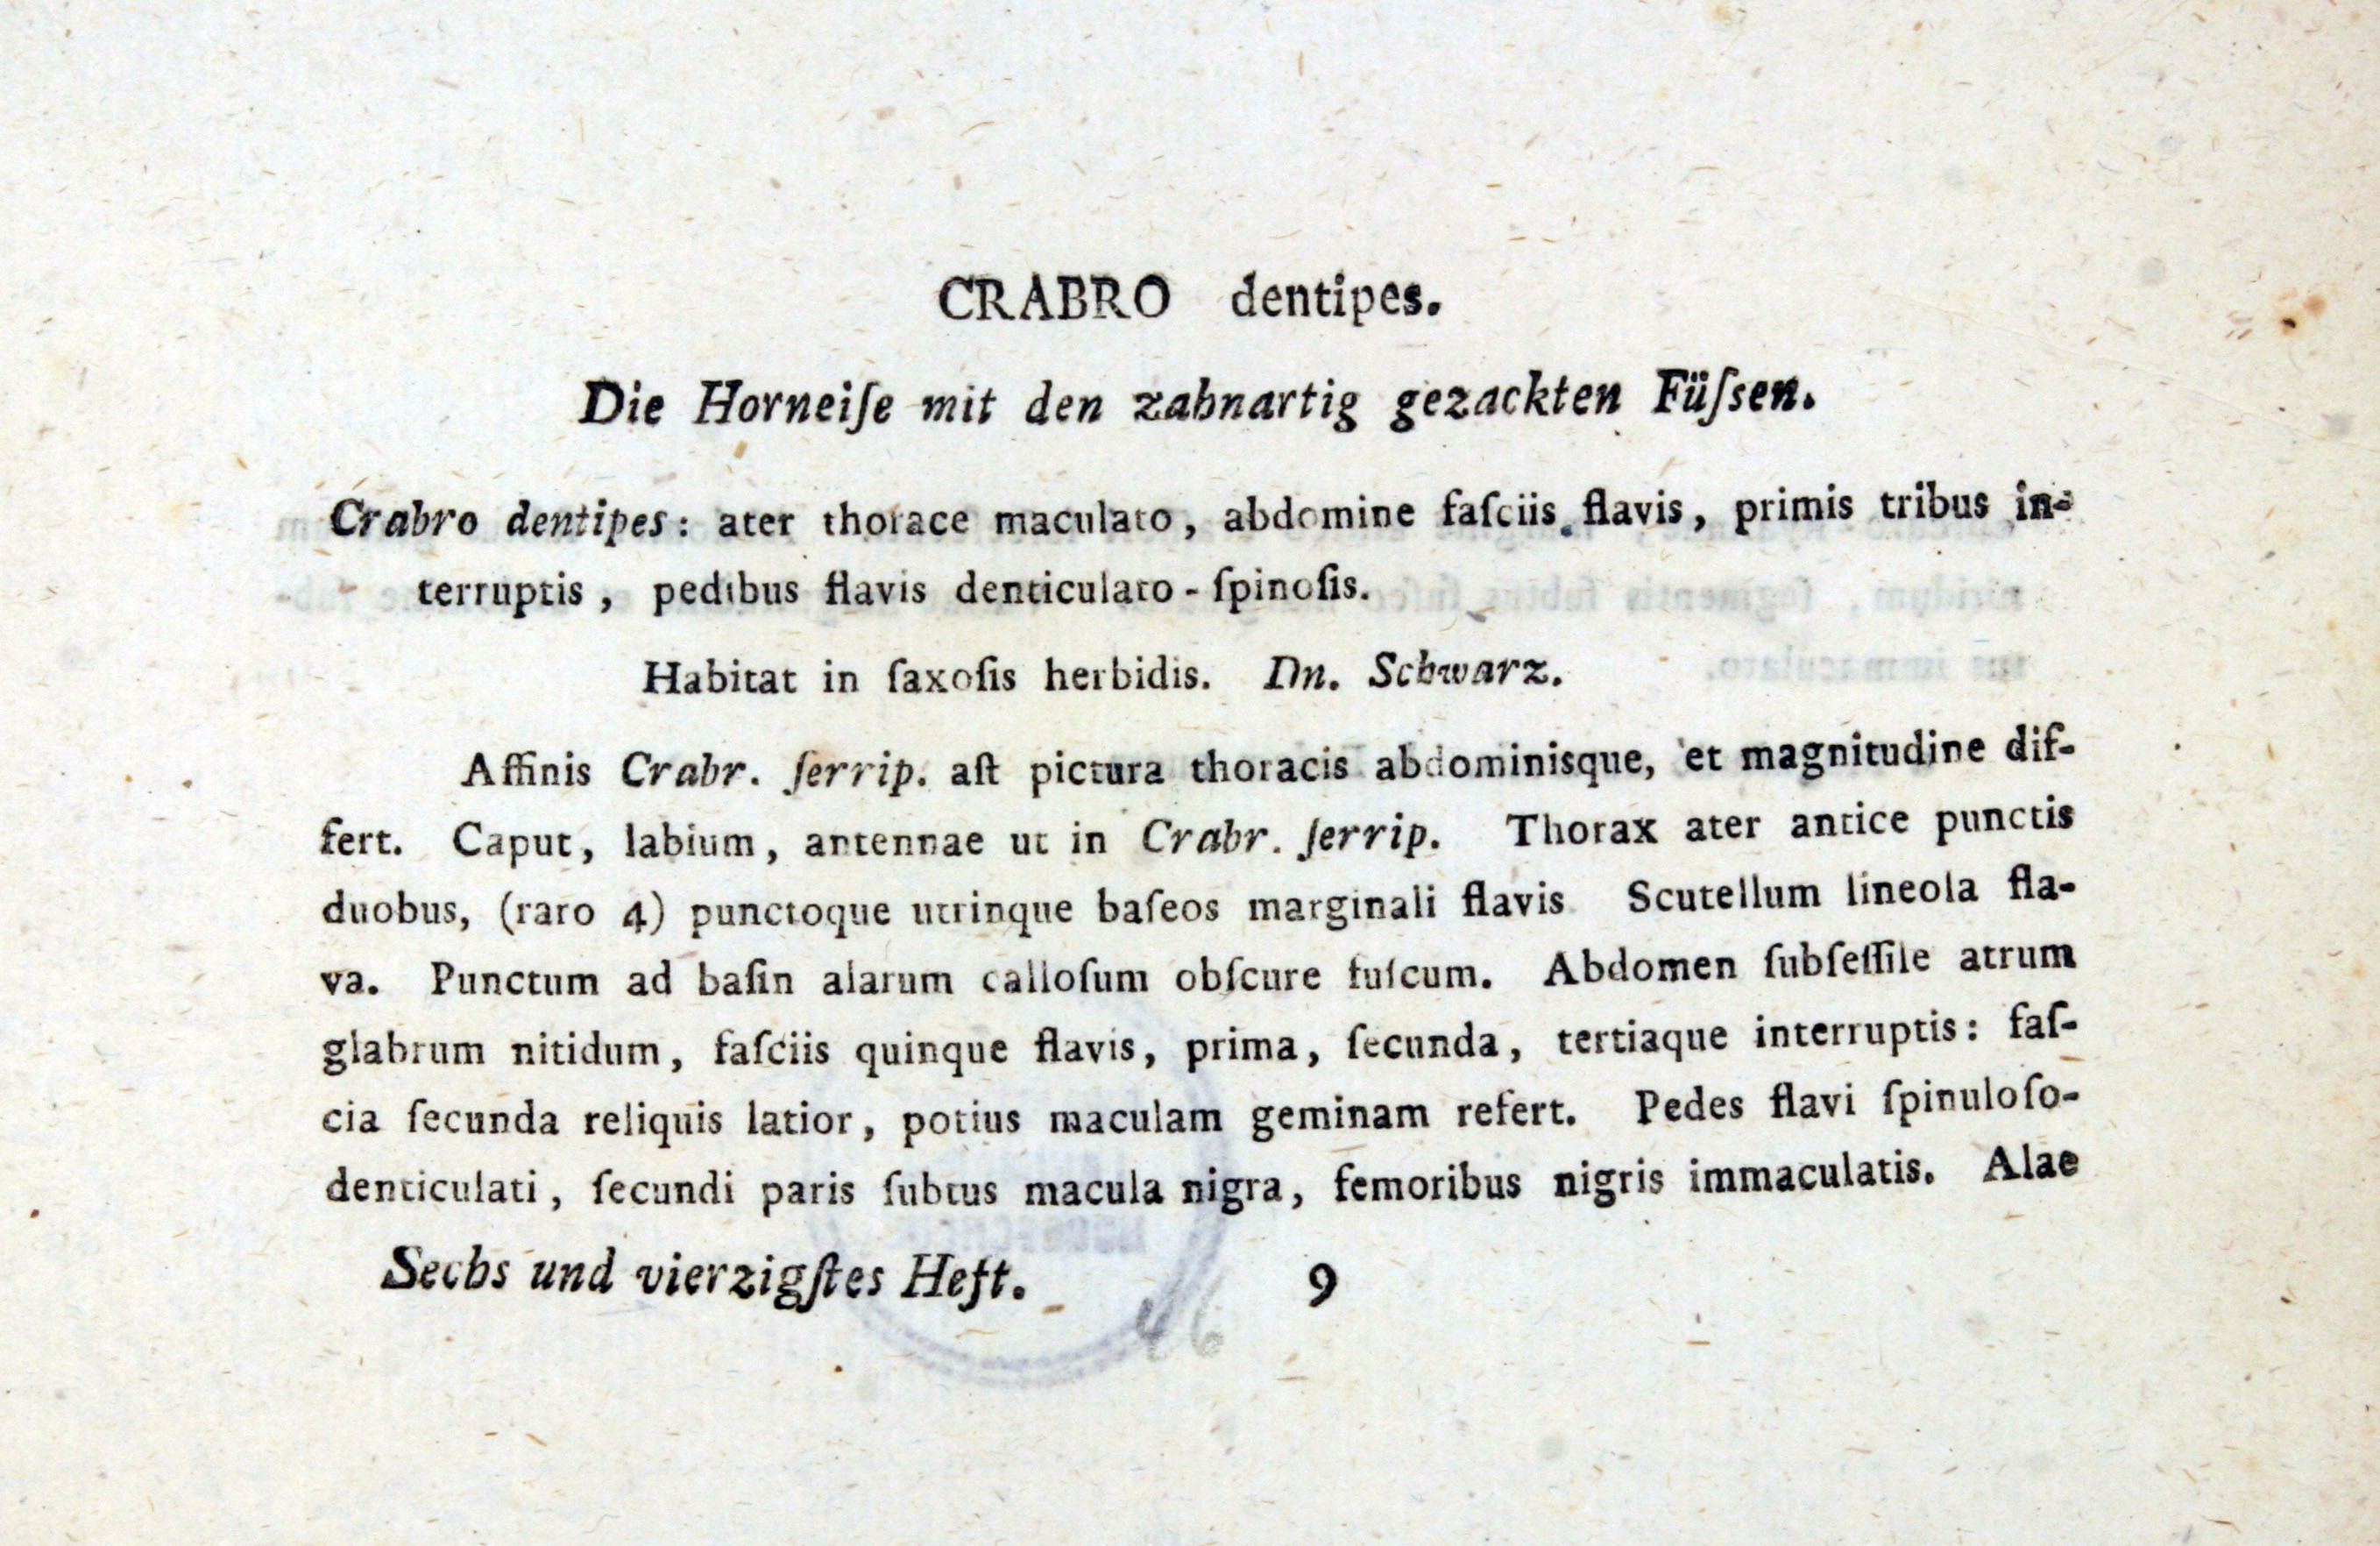 CRABRO dentipes.
Die Horneiſe mit den zahnartig gezackten Füſsen.
Crabro dentipes: ater thorace maculato, abdomine faſciis flavis, primis tribus in-
terruptis, pedibus flavis denticulato-ſpinoſis.
Habitat in ſaxoſis herbidis. Dn. Schwarz.
Affinis Crabr. ſerrip. aſt pictura thoracis abdominisque, et magnitudine dif-
fert. Caput, labium, antennae ut in Crabr. ſerrip. Thorax ater antice punctis
duobus, (raro 4) punctoque utrinque baſeos marginali flavis Scutellum lineola fla-
va. Punctum ad baſin alarum calloſum obſcure fuſcum. Abdomen ſubſeſſile atrum
glabrum nitidum, faſciis quinque flavis, prima, ſecunda, tertiaque interruptis: faſ-
cia ſecunda reliquis latior, potius maculam geminam refert. Pedes flavi ſpinuloſo-
denticulati, ſecundi paris ſubtus macula nigra, femoribus nigris immaculatis. Alae
Sechs und vierzigſtes Heft. 9
46